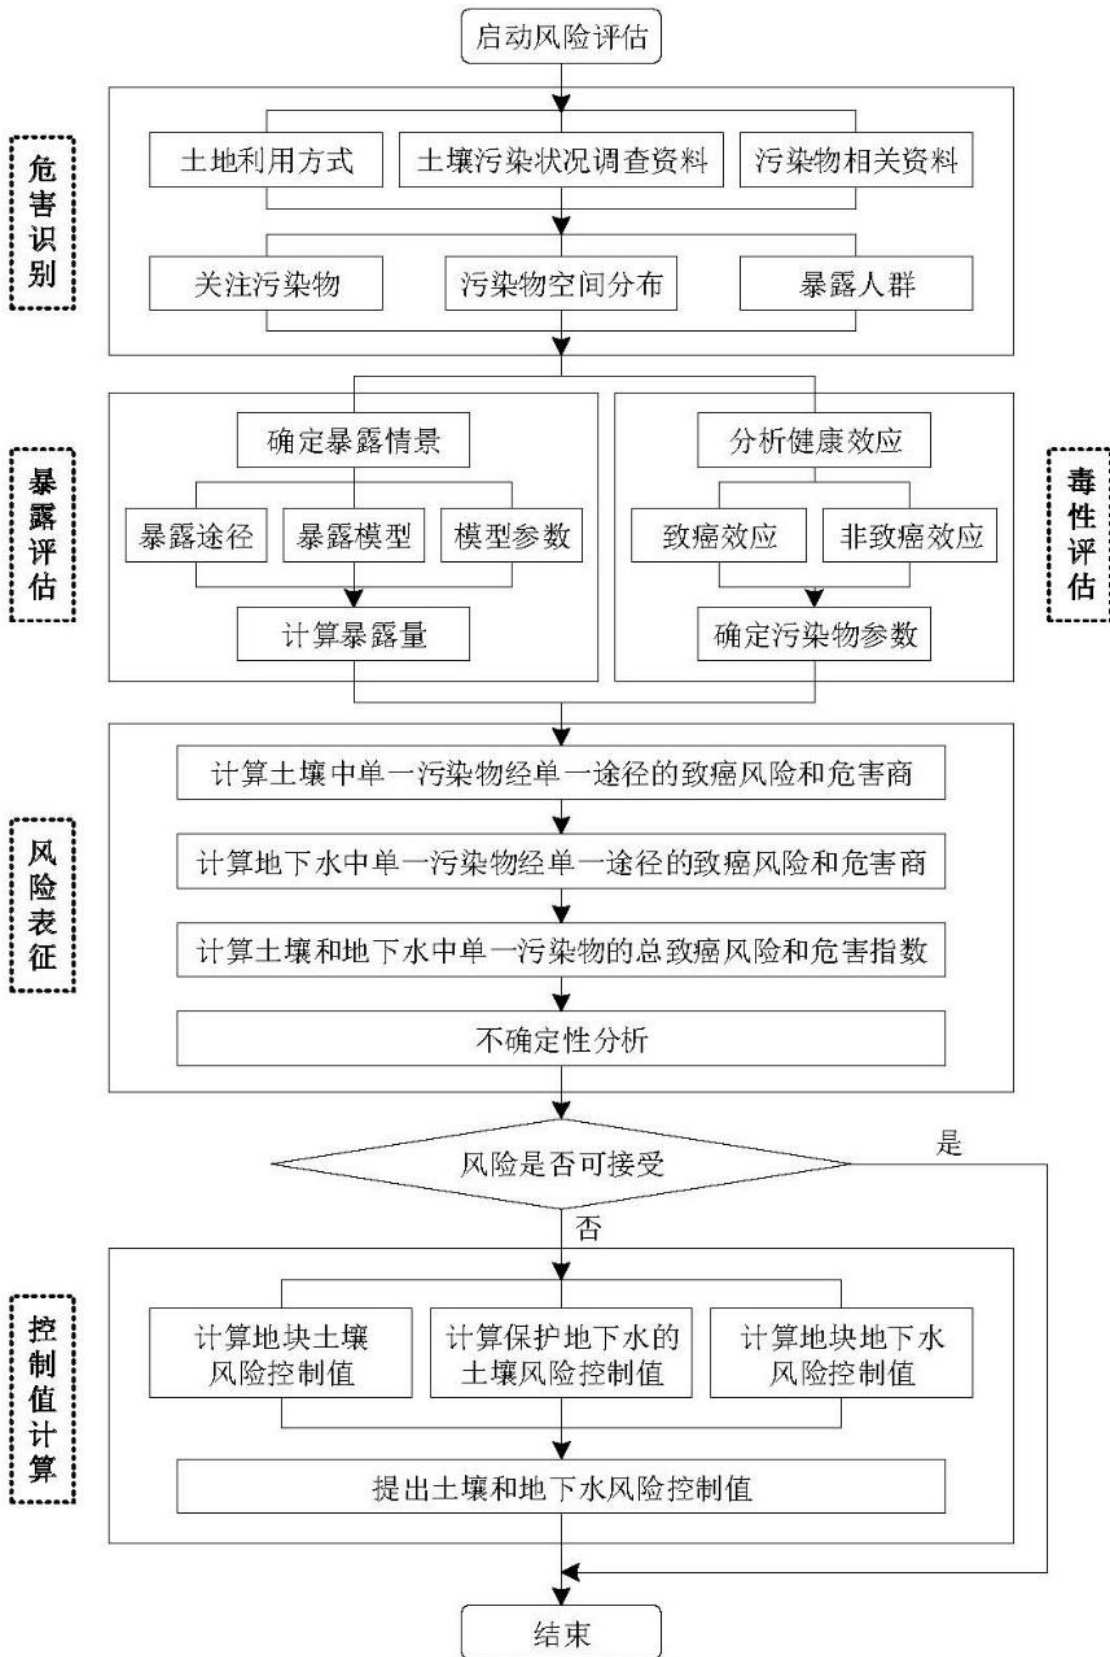 启动风险评估
危害识别
土地利用方式
土壤污染状况调查资料
污染物相关资料
关注污染物
污染物空间分布
暴露人群
暴露评估
确定暴露情景
暴露途径
暴露模型
模型参数
计算暴露量
分析健康效应
致癌效应
非致癌效应
确定污染物参数
毒性评估
风险表征
计算土壤中单一污染物经单一途径的致癌风险和危害商
计算地下水中单一污染物经单一途径的致癌风险和危害商
计算土壤和地下水中单一污染物的总致癌风险和危害指数
不确定性分析
风险是否可接受
是
否
控制值计算
计算地块土壤
风险控制值
计算保护地下水的
土壤风险控制值
计算地块地下水
风险控制值
提出土壤和地下水风险控制值
结束